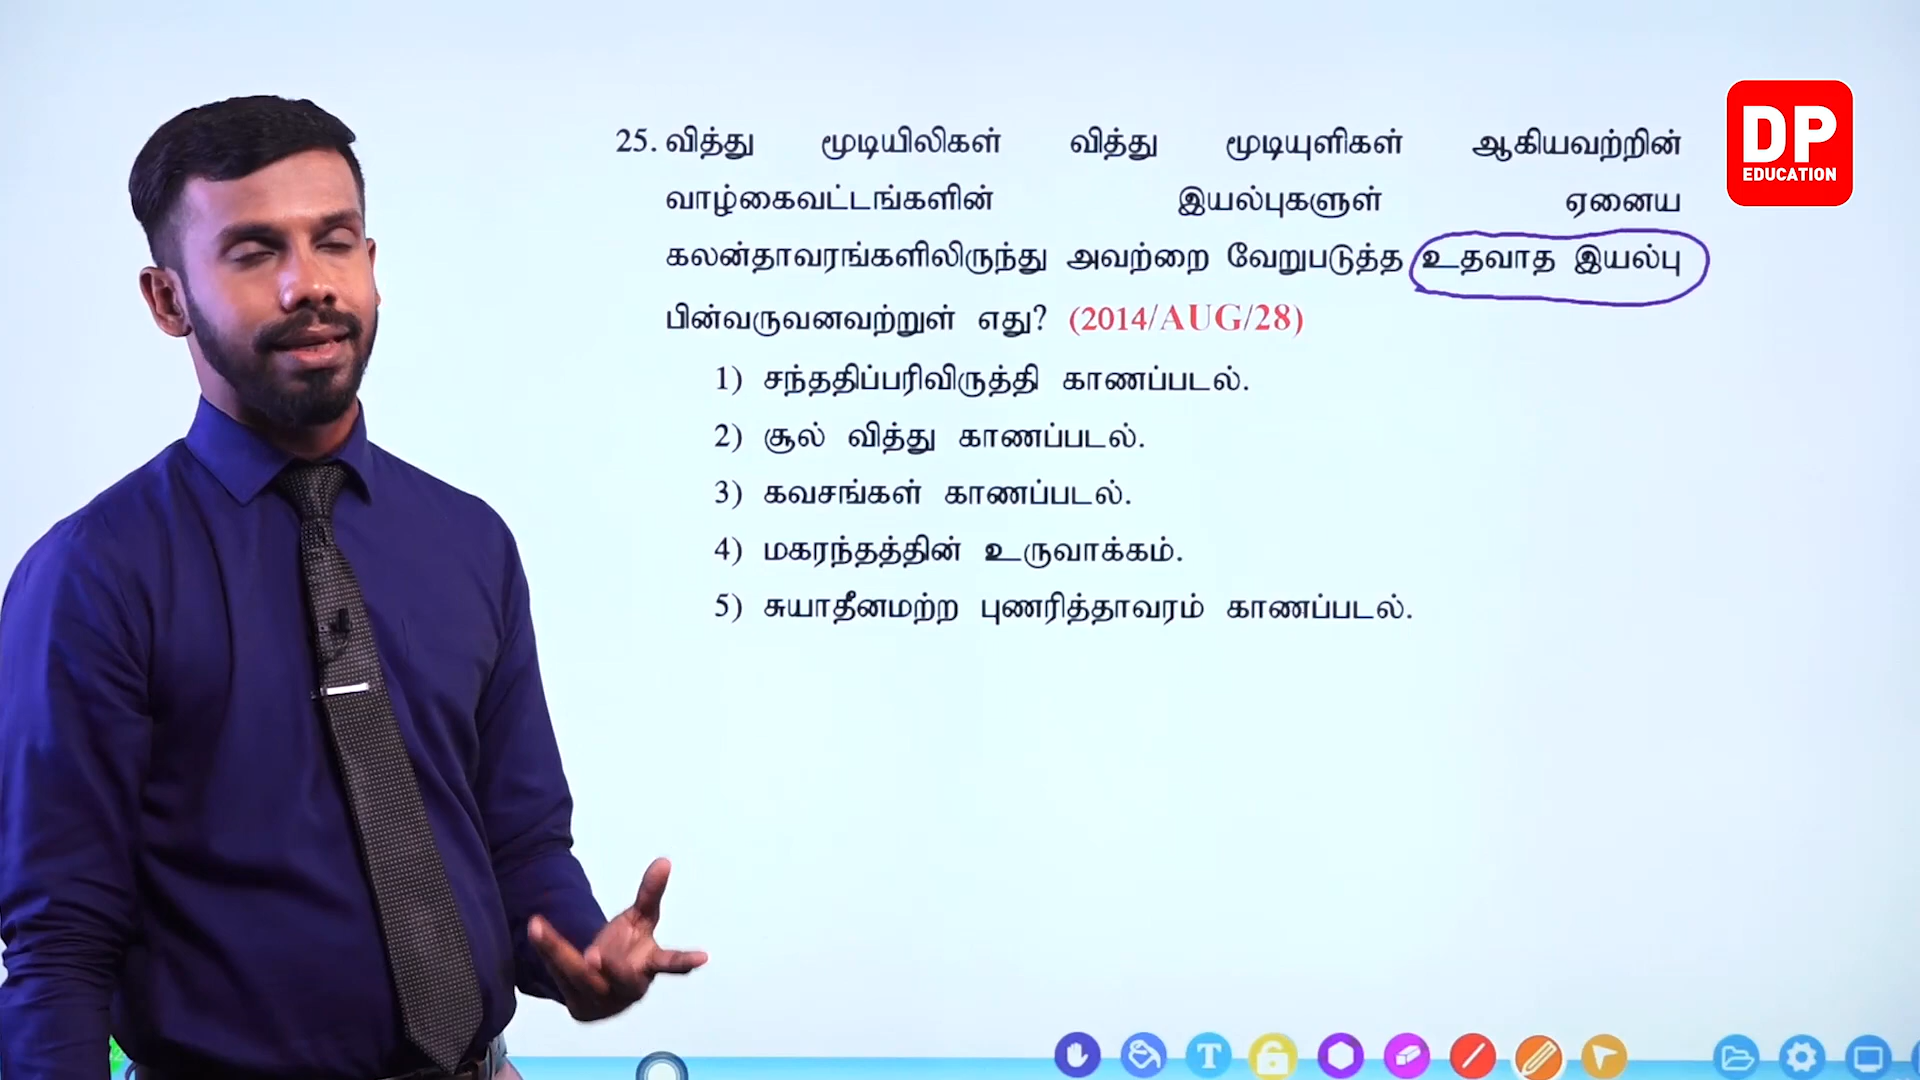 DP
EDUCATION
25. வித்து மூடியிலிகள் வித்து மூடியுளிகள் ஆகியவற்றின்
வாழ்கைவட்டங்களின் இயல்புகளுள் ஏனைய
கலன்தாவரங்களிலிருந்து அவற்றை வேறுபடுத்த உதவாத இயல்பு
பின்வருவனவற்றுள் எது? (2014/AUG/28)
1) சந்ததிப்பரிவிருத்தி காணப்படல்.
2) சூல் வித்து காணப்படல்.
3) கவசங்கள் காணப்படல்.
4) மகரந்தத்தின் உருவாக்கம்.
5) சுயாதீனமற்ற புணரித்தாவரம் காணப்படல்.
T